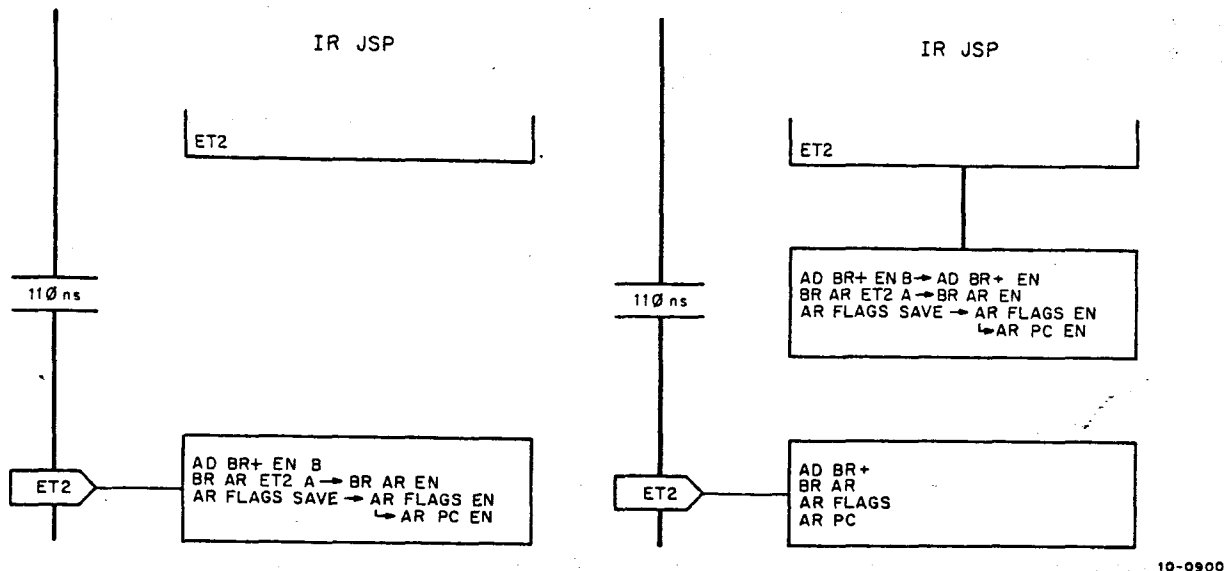 IR JSP
ET2
110 ns
ET2
AD BR+ EN B
BR AR ET2 A → BR AR EN
AR FLAGS SAVE → AR FLAGS EN
↳AR PC EN
IR JSP
ET2
110 ns
AD BR+ EN B → AD BR+ EN
BR AR ET2 A → BR AR EN
AR FLAGS SAVE → AR FLAGS EN
↳AR PC EN
ET2
AD BR+
BR AR
AR FLAGS
AR PC
10-0900